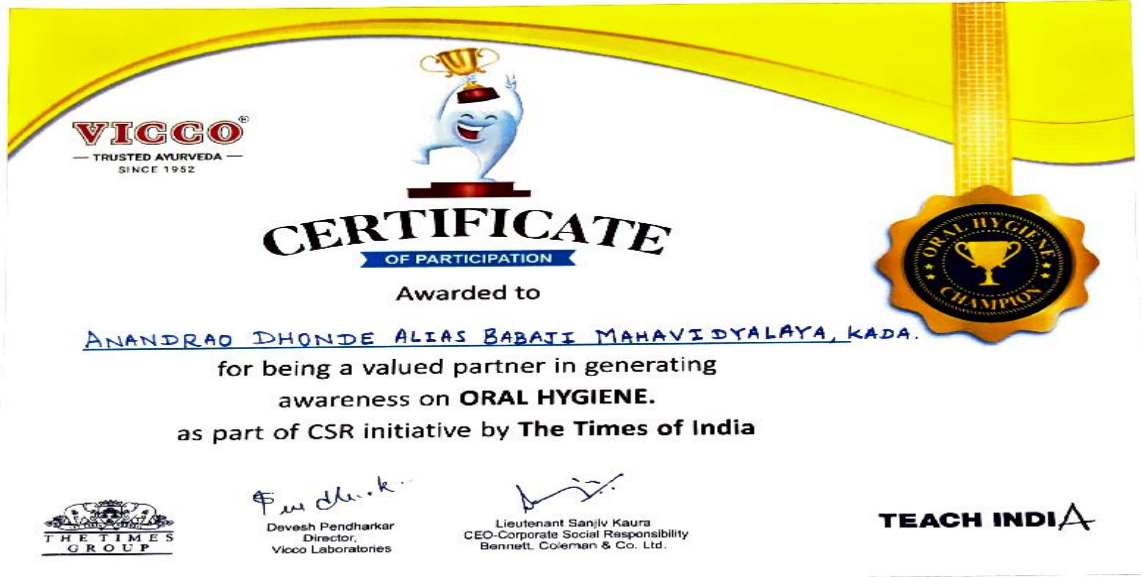 VICCO®
— TRUSTED AYURVEDA —
SINCE 1952
CERTIFICATE
OF PARTICIPATION
Awarded to
ANANDRAO DHONDE ALIAS BABAJI MAHAVIDYALAYA, KADA.
for being a valued partner in generating
awareness on ORAL HYGIENE.
as part of CSR initiative by The Times of India
ORAL HYGIENE
CHAMPION
THE TIMES
GROUP
Devesh Pendharkar
Director,
Vicco Laboratories
Lieutenant Sanjiv Kaura
CEO-Corporate Social Responsibility
Bennett, Coleman & Co. Ltd.
TEACH INDIA